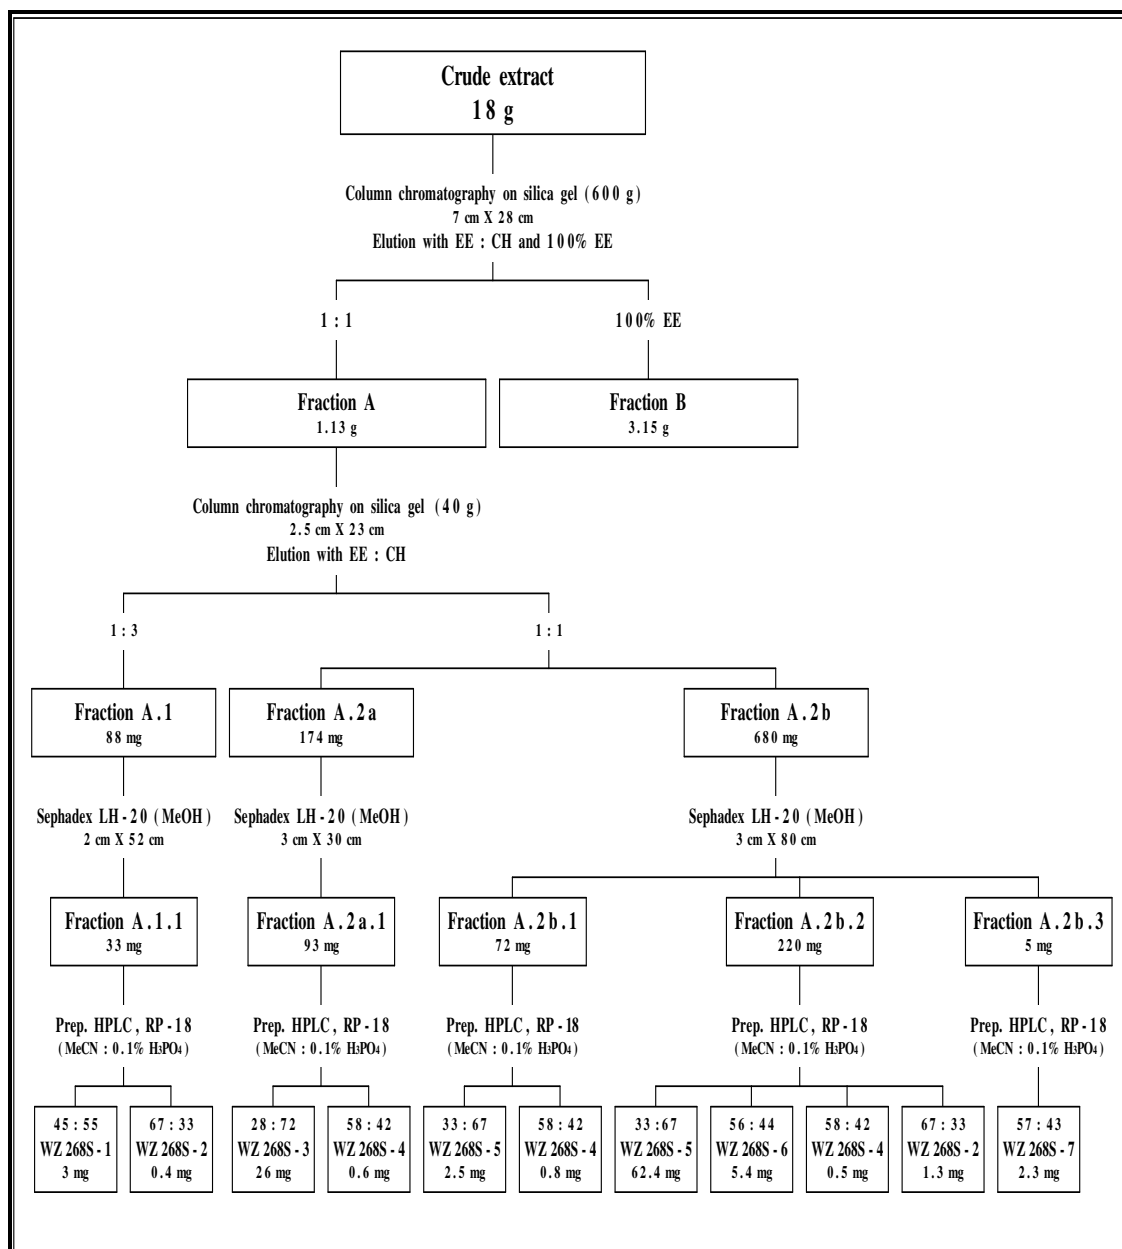 Crude extract
18 g
Column chromatography on silica gel (600 g)
7 cm X 28 cm
Elution with EE : CH and 100% EE
1 : 1
100% EE
Fraction A
1.13 g
Fraction B
3.15 g
Column chromatography on silica gel (40 g)
2.5 cm X 23 cm
Elution with EE : CH
1 : 3
1 : 1
Fraction A.1
88 mg
Fraction A.2a
174 mg
Fraction A.2b
680 mg
Sephadex LH-20 (MeOH)
2 cm X 52 cm
Sephadex LH-20 (MeOH)
3 cm X 30 cm
Sephadex LH-20 (MeOH)
3 cm X 80 cm
Fraction A.1.1
33 mg
Fraction A.2a.1
93 mg
Fraction A.2b.1
72 mg
Fraction A.2b.2
220 mg
Fraction A.2b.3
5 mg
Prep. HPLC, RP-18
(MeCN : 0.1% H3PO4)
Prep. HPLC, RP-18
(MeCN : 0.1% H3PO4)
Prep. HPLC, RP-18
(MeCN : 0.1% H3PO4)
Prep. HPLC, RP-18
(MeCN : 0.1% H3PO4)
Prep. HPLC, RP-18
(MeCN : 0.1% H3PO4)
45 : 55
WZ 268S-1
3 mg
67 : 33
WZ 268S-2
0.4 mg
28 : 72
WZ 268S-3
26 mg
58 : 42
WZ 268S-4
0.6 mg
33 : 67
WZ 268S-5
2.5 mg
58 : 42
WZ 268S-4
0.8 mg
33 : 67
WZ 268S-5
62.4 mg
56 : 44
WZ 268S-6
5.4 mg
58 : 42
WZ 268S-4
0.5 mg
67 : 33
WZ 268S-2
1.3 mg
57 : 43
WZ 268S-7
2.3 mg